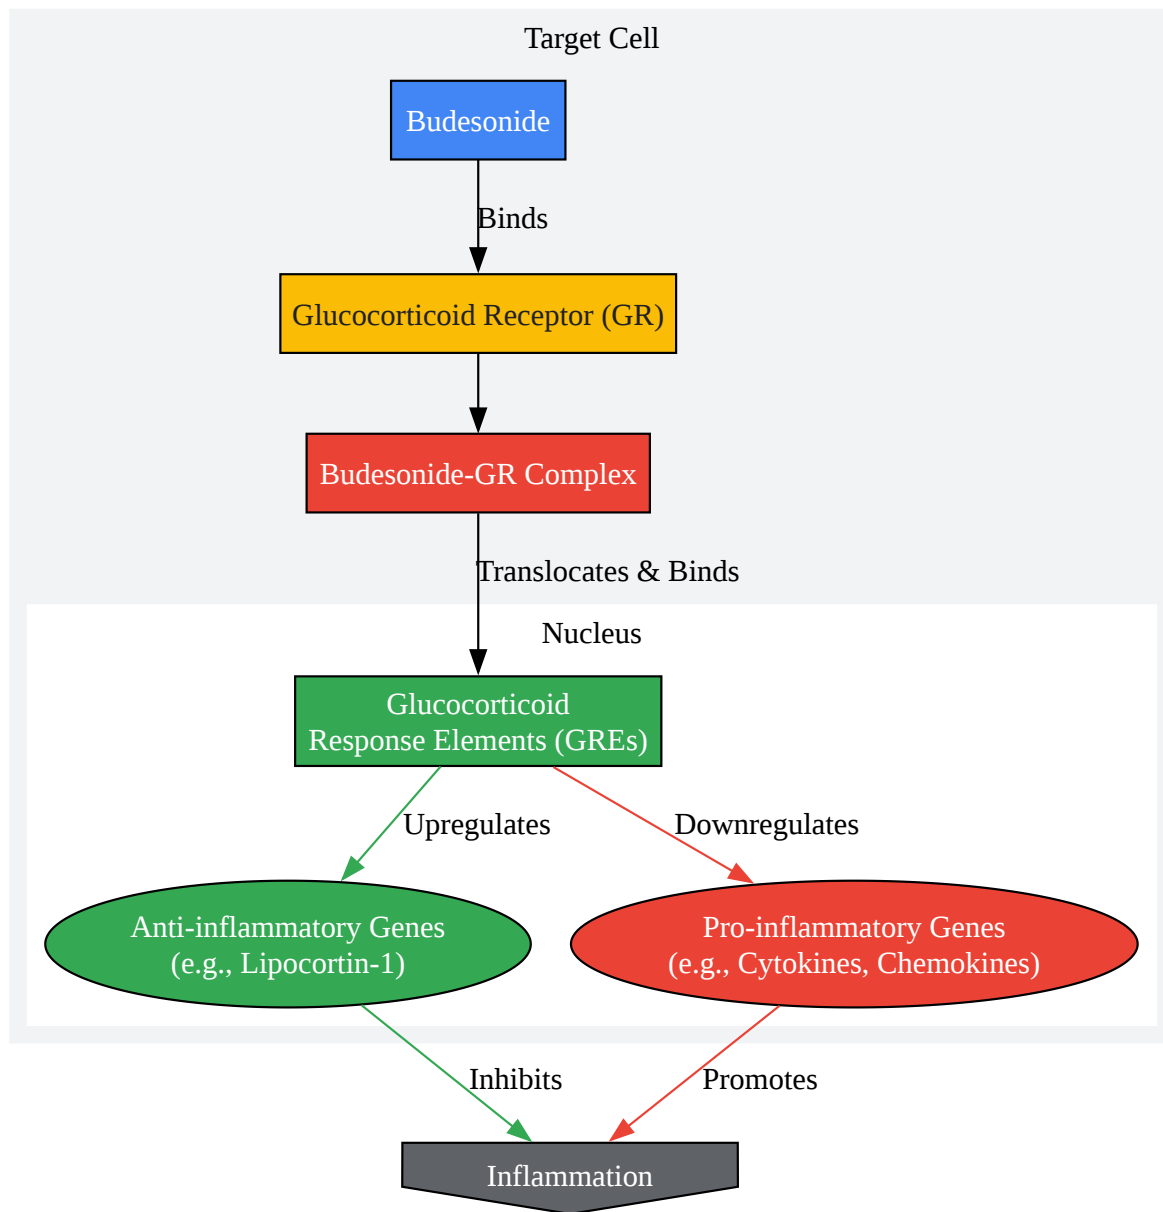 Target Cell
Budesonide
Binds
Glucocorticoid Receptor (GR)
Budesonide-GR Complex
Translocates & Binds
Nucleus
Glucocorticoid
Response Elements (GREs)
Upregulates
Downregulates
Anti-inflammatory Genes
(e.g., Lipocortin-1)
Pro-inflammatory Genes
(e.g., Cytokines, Chemokines)
Inhibits
Promotes
Inflammation